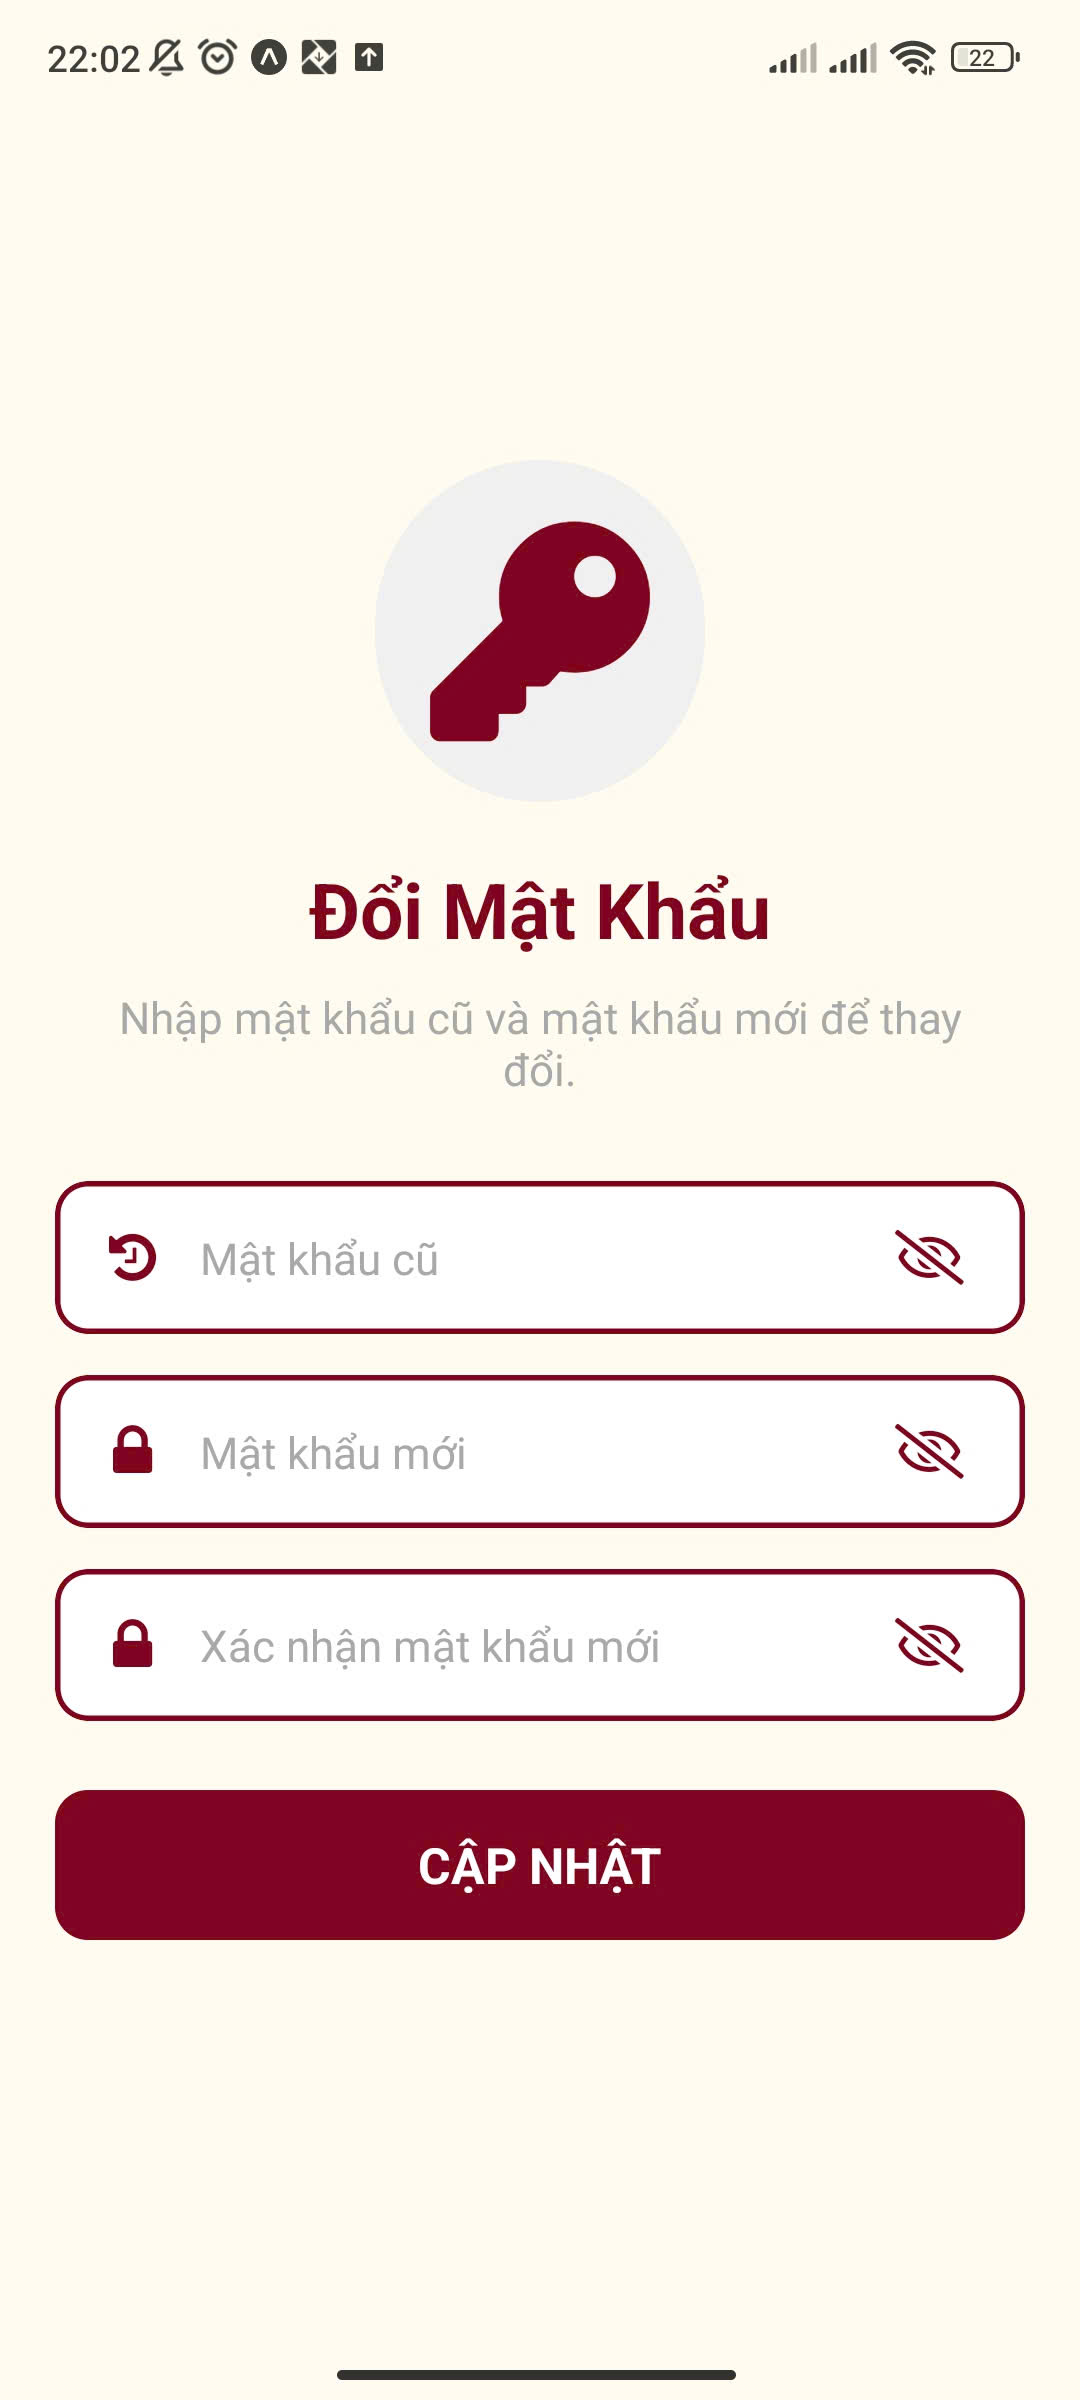 22:02
22
Đổi Mật Khẩu
Nhập mật khẩu cũ và mật khẩu mới để thay
đổi.
Mật khẩu cũ
Mật khẩu mới
Xác nhận mật khẩu mới
CẬP NHẬT